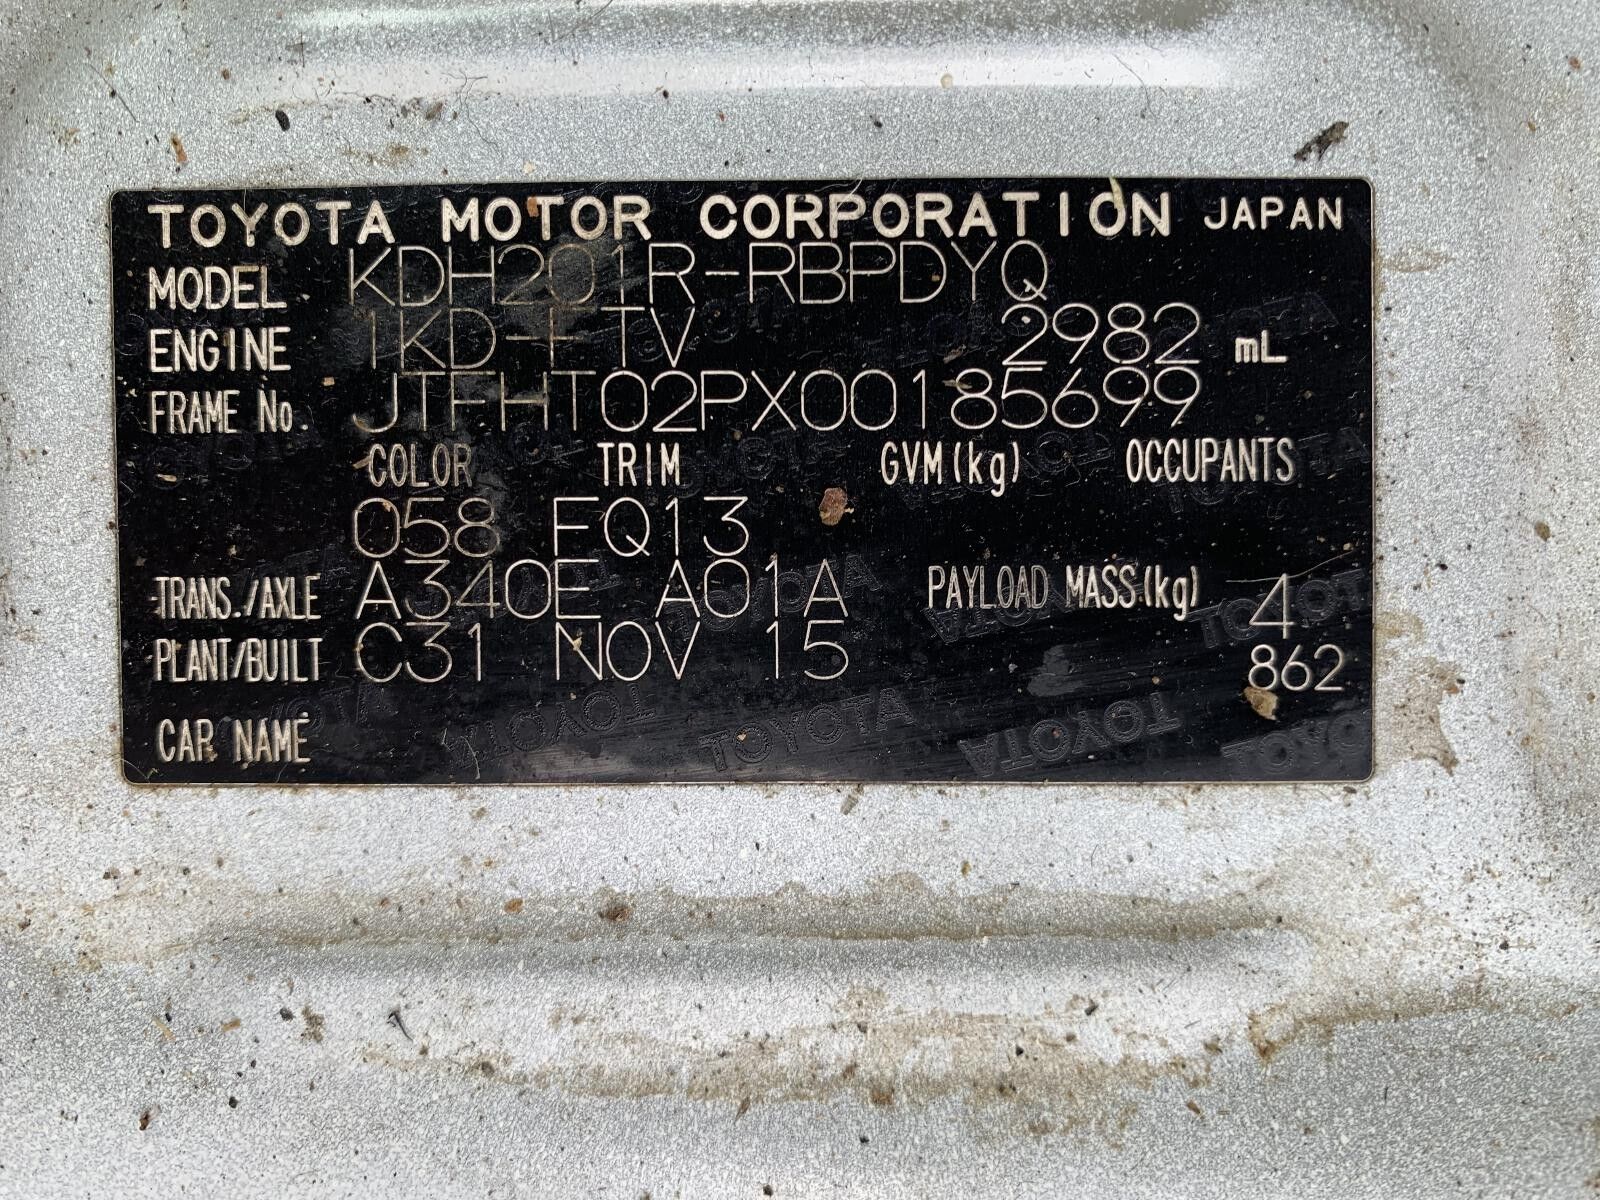 TOYOTA MOTOR CORPORATION JAPAN
MODEL KDH201R-RBPDYQ
ENGINE 1KD-FTV 2982 mL
FRAME No. JTFHT02PX00185699
COLOR TRIM GVM(kg) OCCUPANTS
058 FQ13
TRANS./AXLE A340E A01A PAYLOAD MASS(kg) 4
PLANT/BUILT C31 NOV 15 862
CAR NAME